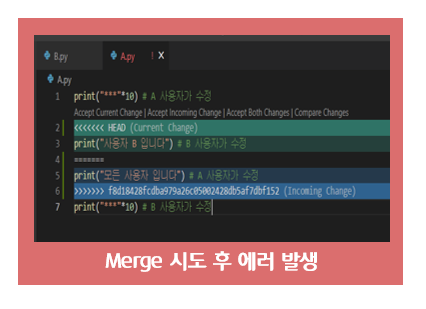 B.py A.py ! X
A.py
1 print("***"*10) # A 사용자가 수정
Accept Current Change | Accept Incoming Change | Accept Both Changes | Compare Changes
2 <<<<<<< HEAD (Current Change)
3 print("사용자 B 입니다") # B 사용자가 수정
4 =======
5 print("모든 사용자 입니다") # A 사용자가 수정
6 >>>>>>> f8d18428fcdba979a26c05002428db5af7dbf152 (Incoming Change)
7 print("***"*10) # B 사용자가 수정
Merge 시도 후 에러 발생